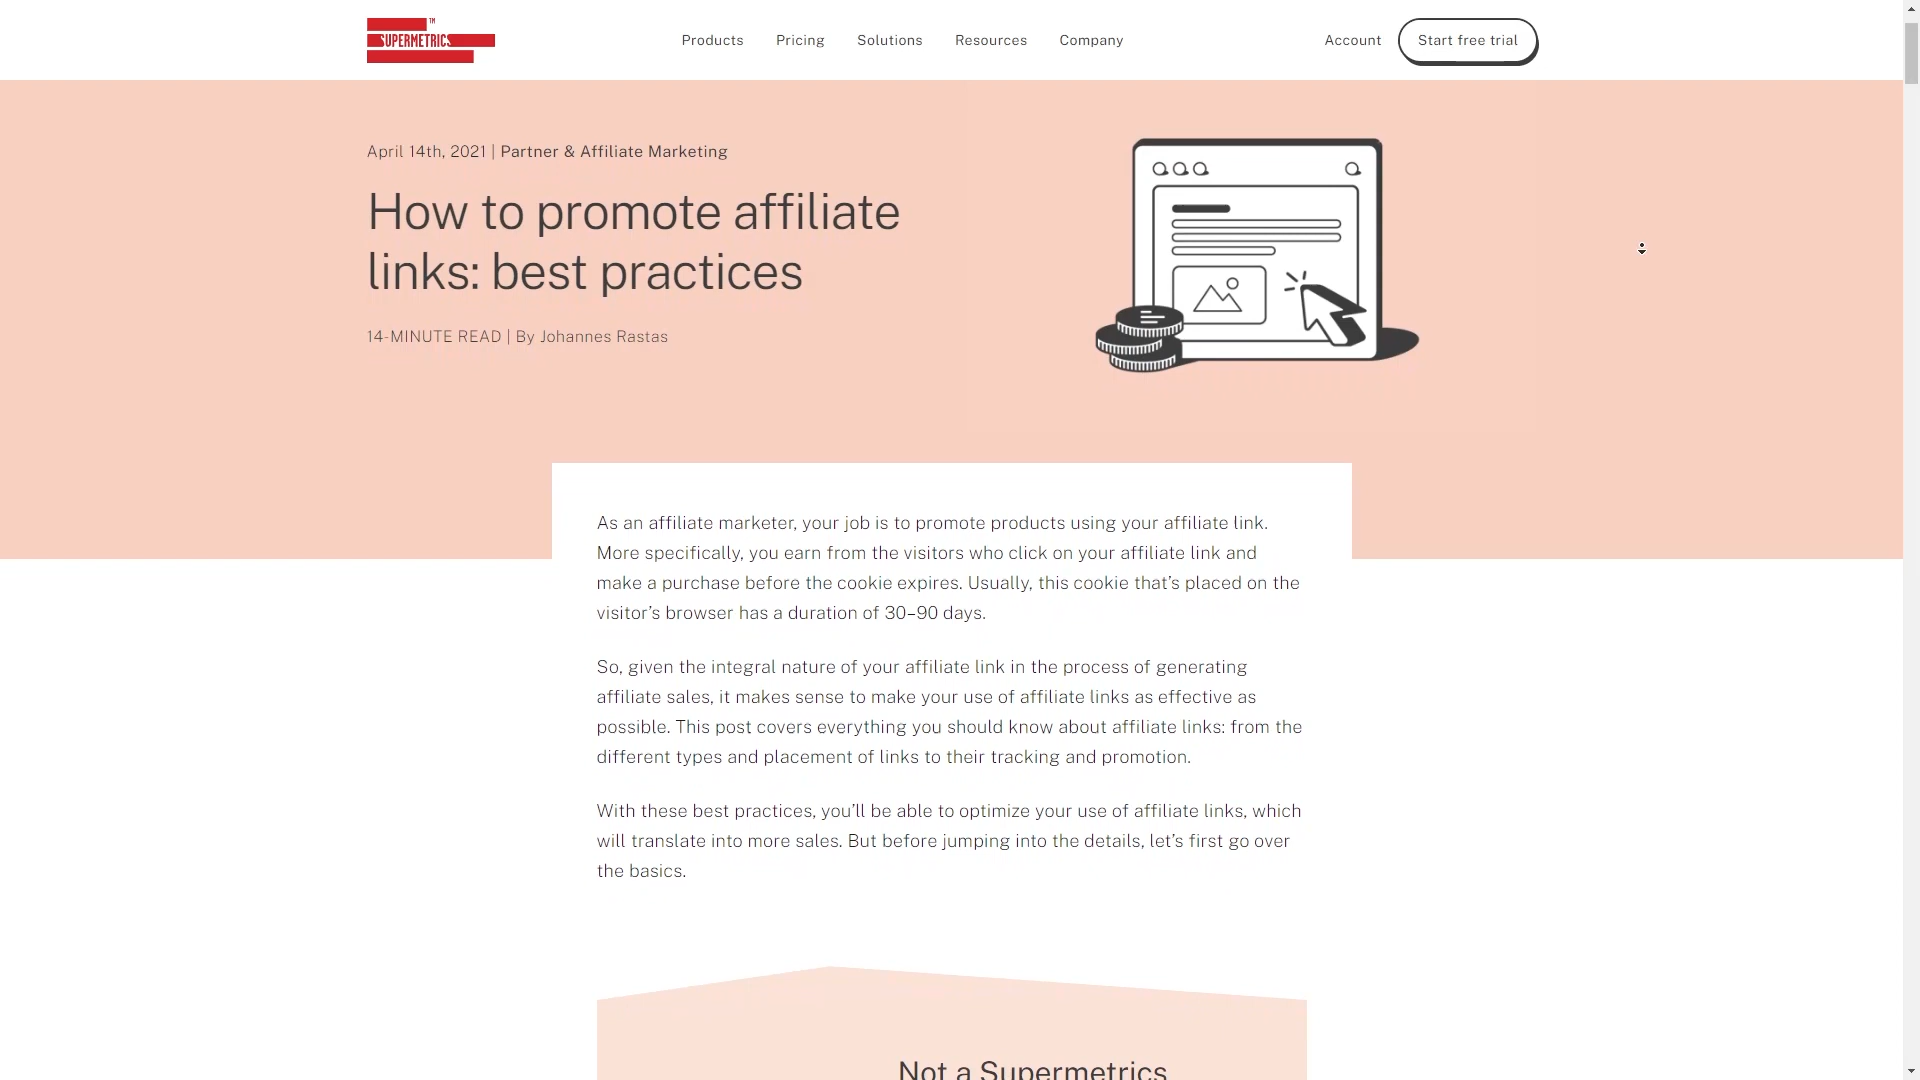 SUPERMETRICS TM
Products Pricing Solutions Resources Company Account Start free trial
April 14th, 2021 | Partner & Affiliate Marketing
How to promote affiliate
links: best practices
14-MINUTE READ | By Johannes Rastas
As an affiliate marketer, your job is to promote products using your affiliate link.
More specifically, you earn from the visitors who click on your affiliate link and
make a purchase before the cookie expires. Usually, this cookie that’s placed on the
visitor’s browser has a duration of 30–90 days.
So, given the integral nature of your affiliate link in the process of generating
affiliate sales, it makes sense to make your use of affiliate links as effective as
possible. This post covers everything you should know about affiliate links: from the
different types and placement of links to their tracking and promotion.
With these best practices, you’ll be able to optimize your use of affiliate links, which
will translate into more sales. But before jumping into the details, let’s first go over
the basics.
Not a Supermetrics